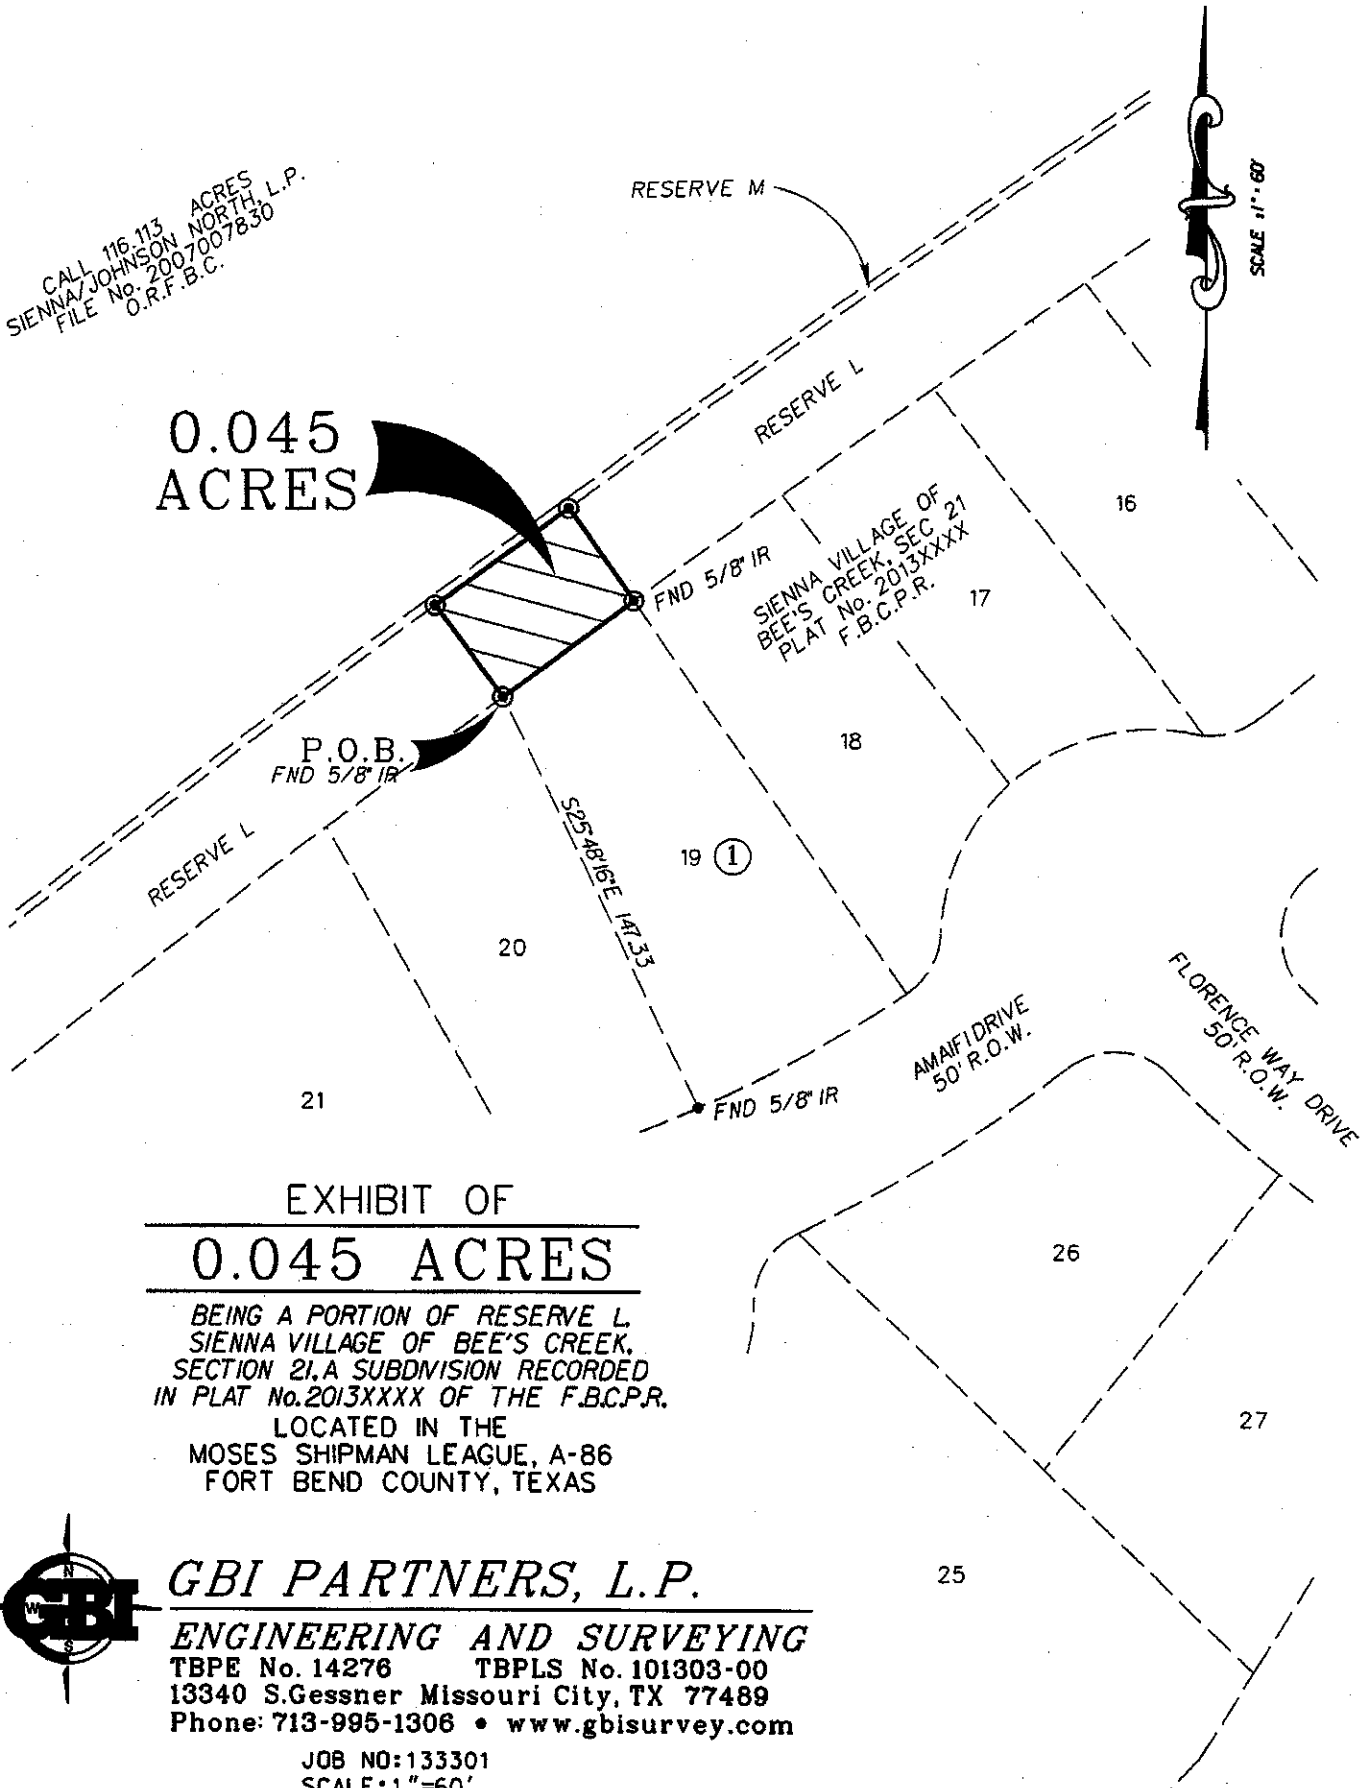 CALL 116.113 ACRES
SIENNA/JOHNSON NORTH, L.P.
FILE No. 2007007830
O.R.F.B.C.
RESERVE M
SCALE : 1" = 60'
0.045
ACRES
RESERVE L
FND 5/8" IR
SIENNA VILLAGE OF
BEE'S CREEK, SEC 21
PLAT No. 2013XXXX
F.B.C.P.R.
16
17
18
P.O.B.
FND 5/8" IR
RESERVE L
S25°48'16"E 147.33
19 1
20
21
FND 5/8" IR
AMAIFI DRIVE
50' R.O.W.
FLORENCE WAY DRIVE
50' R.O.W.
26
27
25
EXHIBIT OF
0.045 ACRES
BEING A PORTION OF RESERVE L,
SIENNA VILLAGE OF BEE'S CREEK,
SECTION 21, A SUBDIVISION RECORDED
IN PLAT No.2013XXXX OF THE F.B.C.P.R.
LOCATED IN THE
MOSES SHIPMAN LEAGUE, A-86
FORT BEND COUNTY, TEXAS
N
W
GBI
S
GBI PARTNERS, L.P.
ENGINEERING AND SURVEYING
TBPE No. 14276 TBPLS No. 101303-00
13340 S.Gessner Missouri City, TX 77489
Phone: 713-995-1306 • www.gbisurvey.com
JOB NO:133301
SCALE:1"=60'